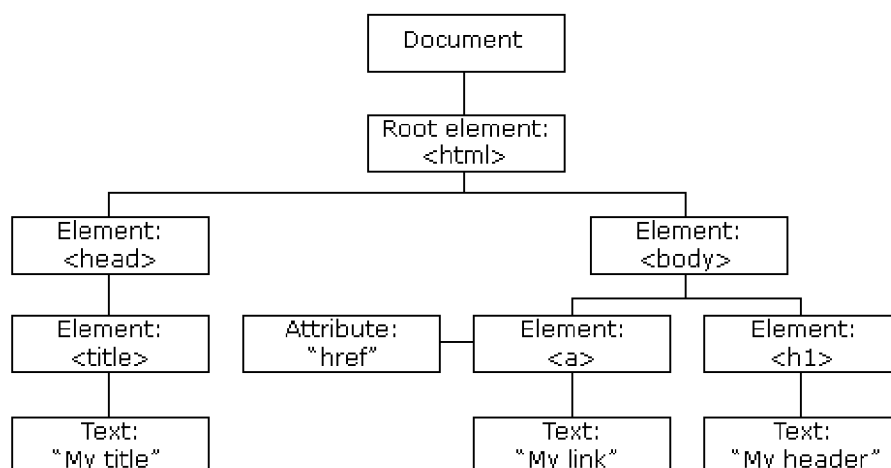 Document
Root element:
<html>
Element:
<head>
Element:
<body>
Element:
<title>
Attribute:
“href”
Element:
<a>
Element:
<h1>
Text:
“My title”
Text:
“My link”
Text:
“My header”